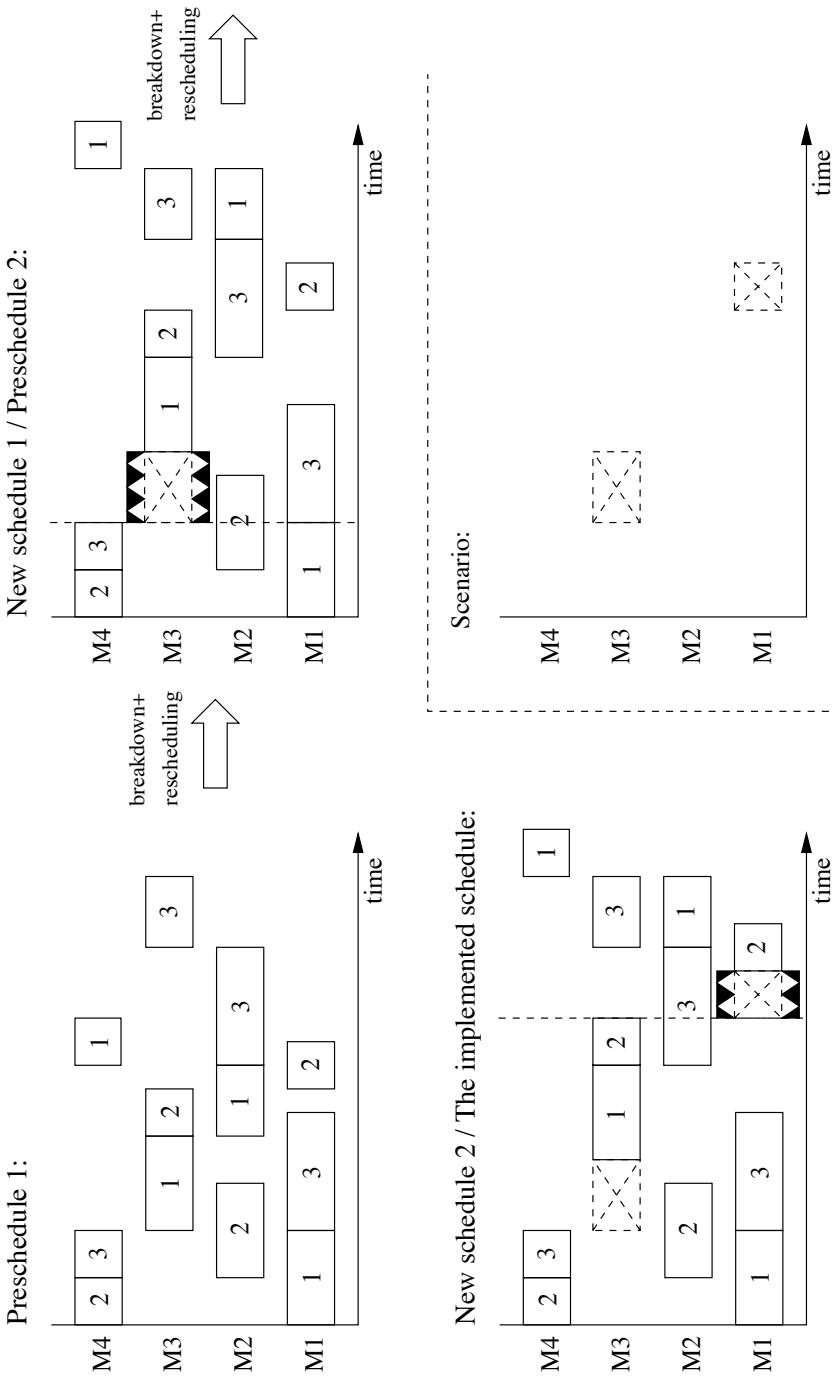 Preschedule 1:
M4
2
3
1
M3
1
2
3
M2
2
1
3
M1
1
3
2
time
breakdown+
rescheduling
New schedule 1 / Preschedule 2:
M4
2
3
1
M3
1
2
3
M2
2
3
1
M1
1
3
2
time
breakdown+
rescheduling
New schedule 2 / The implemented schedule:
M4
2
3
1
M3
1
2
3
M2
2
3
1
M1
1
3
2
time
Scenario:
M4
M3
M2
M1
time